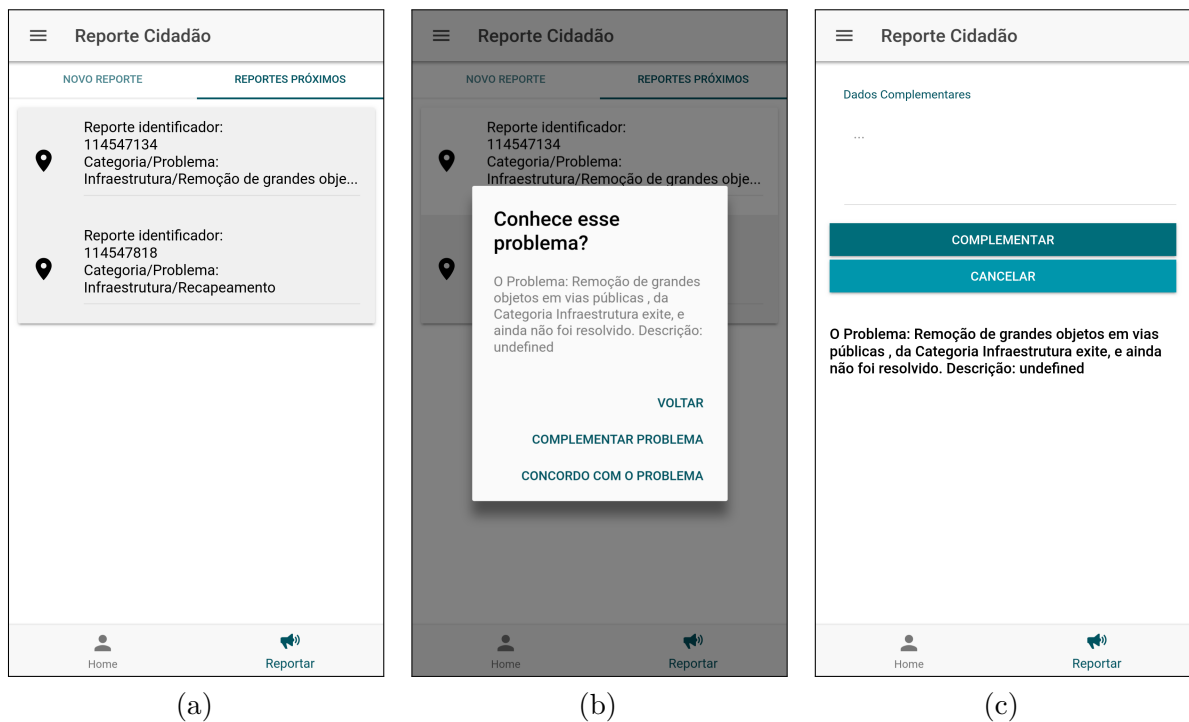 Reporte Cidadão
NOVO REPORTE
REPORTES PRÓXIMOS
Reporte identificador:
114547134
Categoria/Problema:
Infraestrutura/Remoção de grandes obje...
Reporte identificador:
114547818
Categoria/Problema:
Infraestrutura/Recapeamento
Home
Reportar
(a)
Reporte Cidadão
NOVO REPORTE
REPORTES PRÓXIMOS
Reporte identificador:
114547134
Categoria/Problema:
Infraestrutura/Remoção de grandes obje...
Conhece esse
problema?
O Problema: Remoção de grandes
objetos em vias públicas , da
Categoria Infraestrutura exite, e
ainda não foi resolvido. Descrição:
undefined
VOLTAR
COMPLEMENTAR PROBLEMA
CONCORDO COM O PROBLEMA
Home
Reportar
(b)
Reporte Cidadão
Dados Complementares
...
COMPLEMENTAR
CANCELAR
O Problema: Remoção de grandes objetos em vias
públicas , da Categoria Infraestrutura exite, e ainda
não foi resolvido. Descrição: undefined
Home
Reportar
(c)